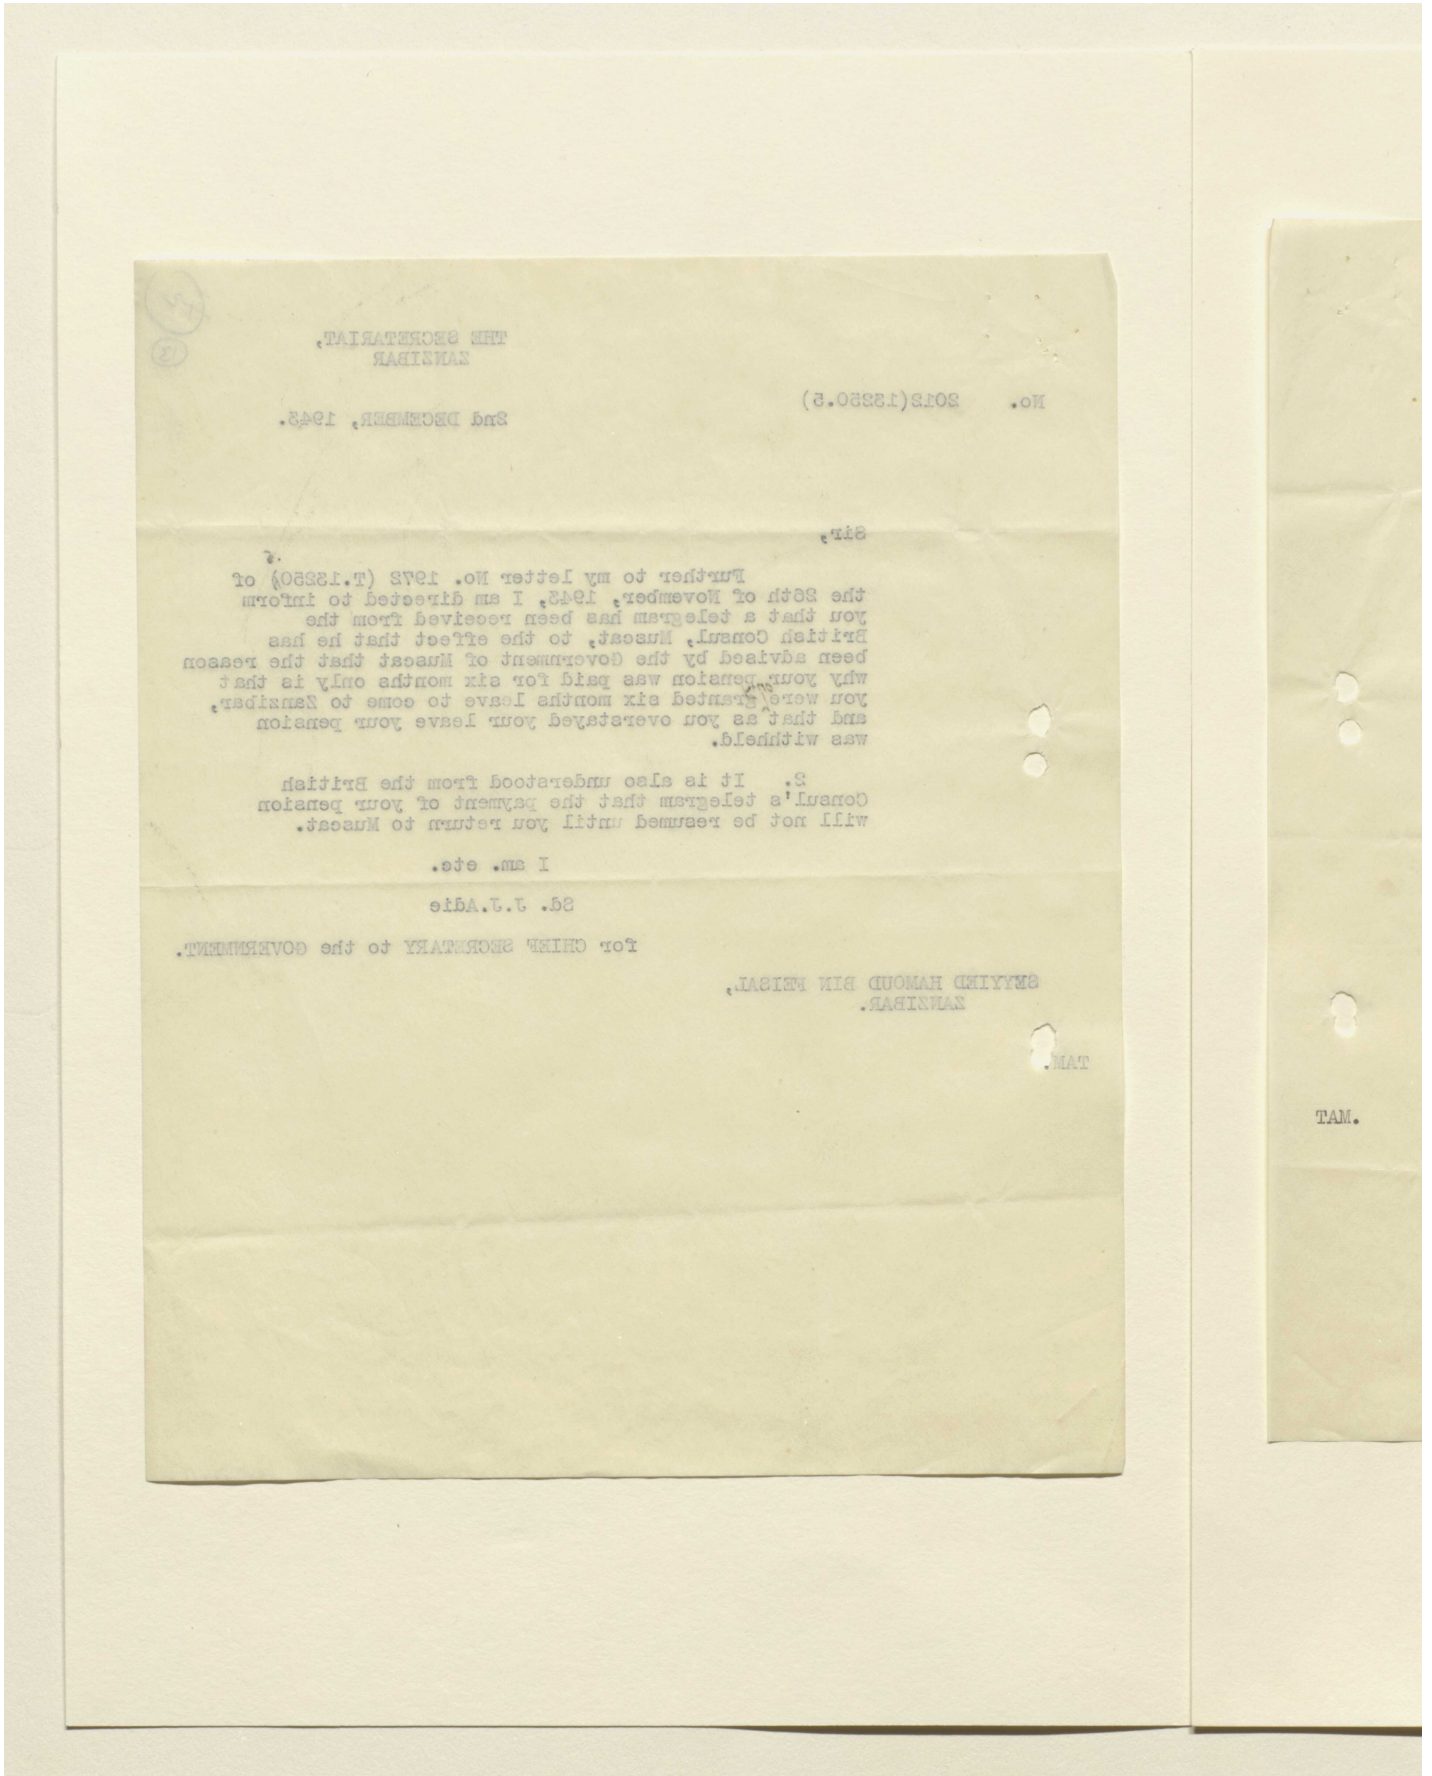 THE SECRETARIAT,
ZANZIBAR
No. 2012(13250.5)
2nd DECEMBER, 1943.
Sir,
Further to my letter No. 1972 (T.13250) of
the 26th of November, 1943, I am directed to inform
you that a telegram has been received from the
British Consul, Muscat, to the effect that he has
been advised by the Government of Muscat that the reason
why your pension was paid for six months only is that
you were only granted six months leave to come to Zanzibar,
and that as you overstayed your leave your pension
was withheld.
2. It is also understood from the British
Consul's telegram that the payment of your pension
will not be resumed until you return to Muscat.
I am. etc.
Sd. J.J.Adie
for CHIEF SECRETARY to the GOVERNMENT.
SEYYIED HAMOUD BIN FEISAL,
ZANZIBAR.
TAM.
TAM.